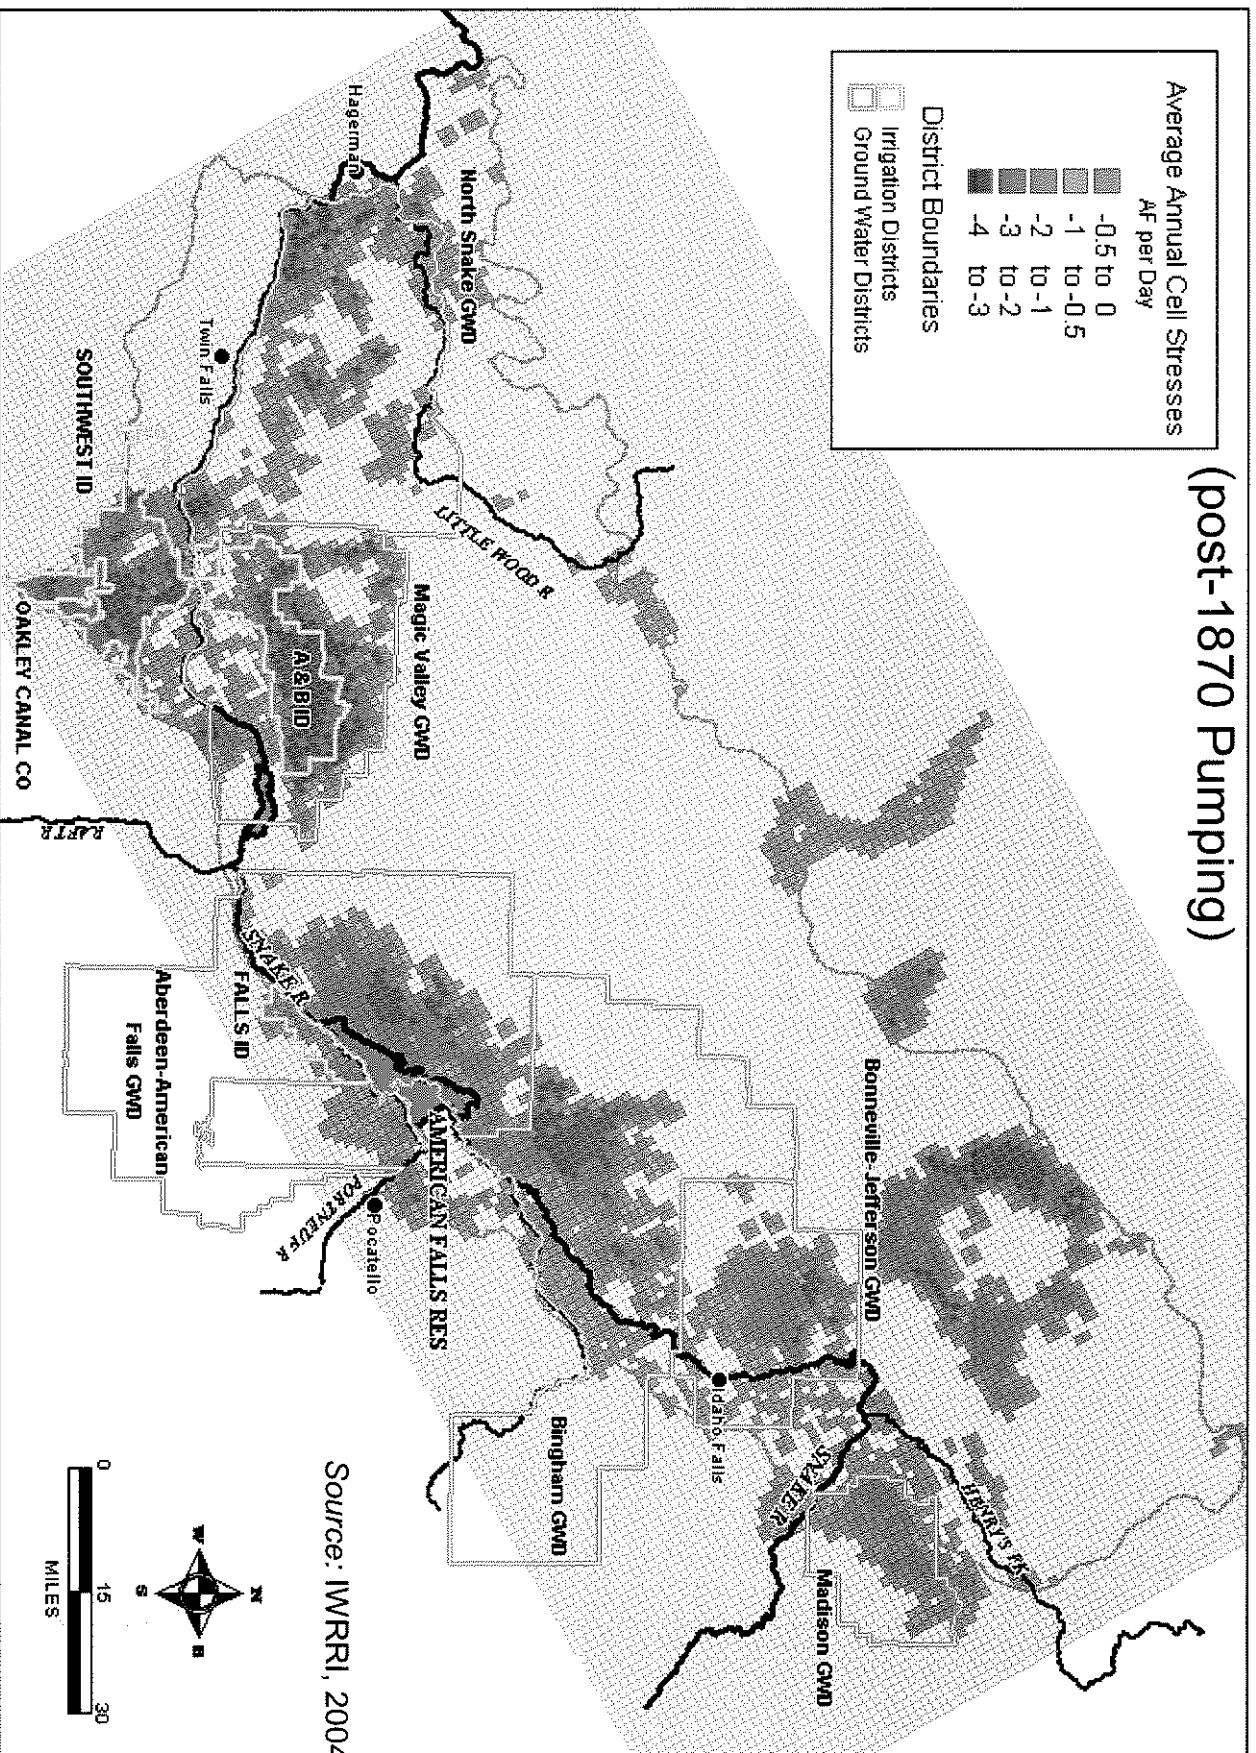 (post-1870 Pumping)
Average Annual Cell Stresses
AF per Day
-0.5 to 0
-1 to -0.5
-2 to -1
-3 to -2
-4 to -3
District Boundaries
Irrigation Districts
Ground Water Districts
Hagerman
North Snake GWD
Twin Falls
SOUTHWEST ID
LITTLE WOOD R
Magic Valley GWD
A&B ID
OAKLEY CANAL CO
RAFT R
SNAKE R
FALLS ID
Aberdeen-American
Falls GWD
AMERICAN FALLS RES
PORTNEUF R
Pocatello
Bonneville-Jefferson GWD
Idaho Falls
Bingham GWD
SNAKE R
HENRY'S FK
Madison GWD
Source: IWRRI, 2004
N
W
E
S
0 15 30
MILES